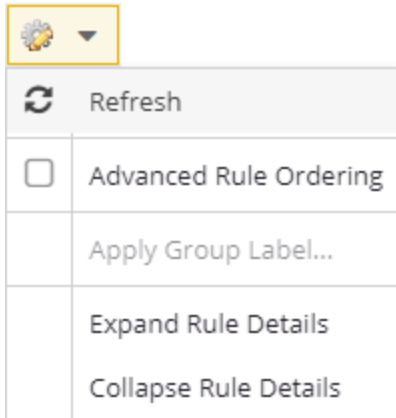 Refresh
Advanced Rule Ordering
Apply Group Label...
Expand Rule Details
Collapse Rule Details